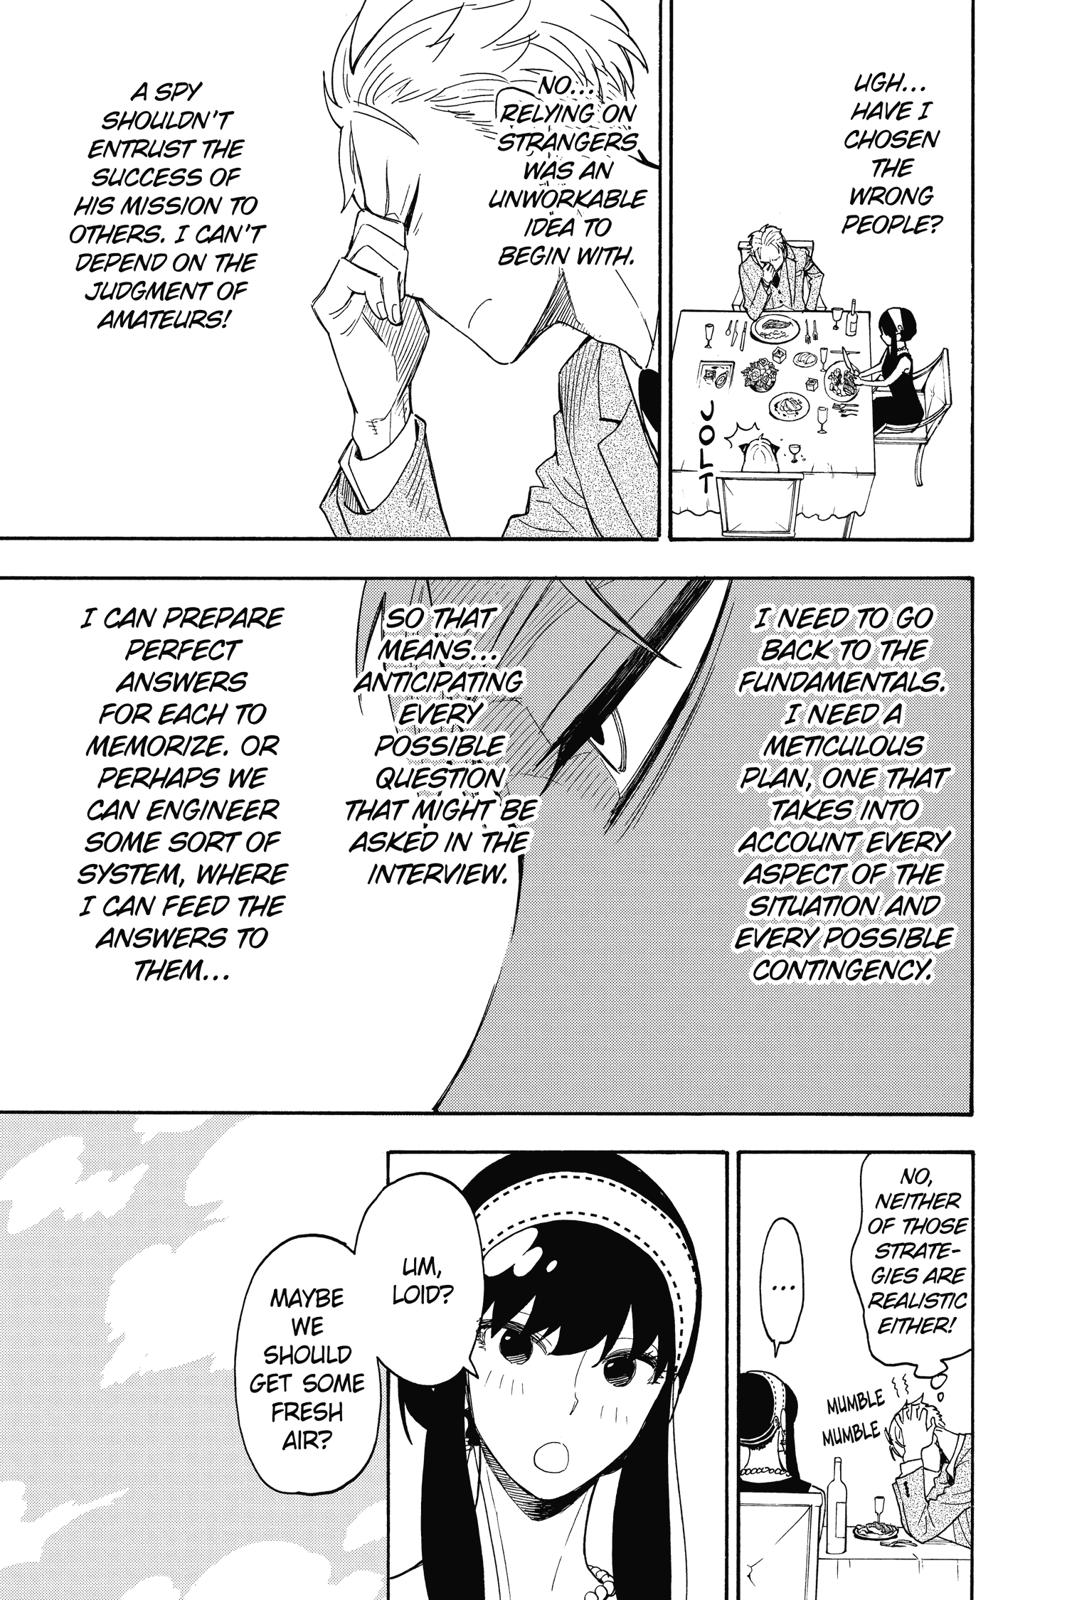 UGH...
HAVE I
CHOSEN
THE
WRONG
PEOPLE?
JOLT
NO...
RELYING ON
STRANGERS
WAS AN
UNWORKABLE
IDEA TO
BEGIN WITH.
A SPY
SHOULDN'T
ENTRUST THE
SUCCESS OF
HIS MISSION TO
OTHERS. I CAN'T
DEPEND ON THE
JUDGMENT OF
AMATEURS!
I NEED TO GO
BACK TO THE
FUNDAMENTALS.
I NEED A
METICULOUS
PLAN, ONE THAT
TAKES INTO
ACCOUNT EVERY
ASPECT OF THE
SITUATION AND
EVERY POSSIBLE
CONTINGENCY.
SO THAT
MEANS...
ANTICIPATING
EVERY
POSSIBLE
QUESTION
THAT MIGHT BE
ASKED IN THE
INTERVIEW.
I CAN PREPARE
PERFECT
ANSWERS
FOR EACH TO
MEMORIZE. OR
PERHAPS WE
CAN ENGINEER
SOME SORT OF
SYSTEM, WHERE
I CAN FEED THE
ANSWERS TO
THEM...
NO,
NEITHER
OF THOSE
STRATE-
GIES ARE
REALISTIC
EITHER!
MUMBLE
MUMBLE
...
UM,
LOID?
MAYBE
WE
SHOULD
GET SOME
FRESH
AIR?